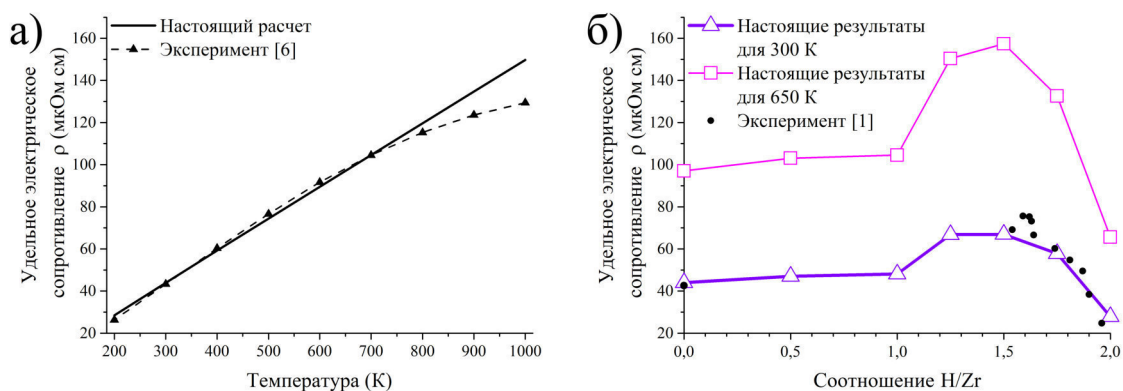 а)
Настоящий расчет
Эксперимент [6]
Удельное электрическое
сопротивление ρ (мкОм см)
160
140
120
100
80
60
40
20
200 300 400 500 600 700 800 900 1000
Температура (К)
б)
Настоящие результаты
для 300 К
Настоящие результаты
для 650 К
Эксперимент [1]
Удельное электрическое
сопротивление ρ (мкОм см)
160
140
120
100
80
60
40
20
0,0 0,5 1,0 1,5 2,0
Соотношение H/Zr